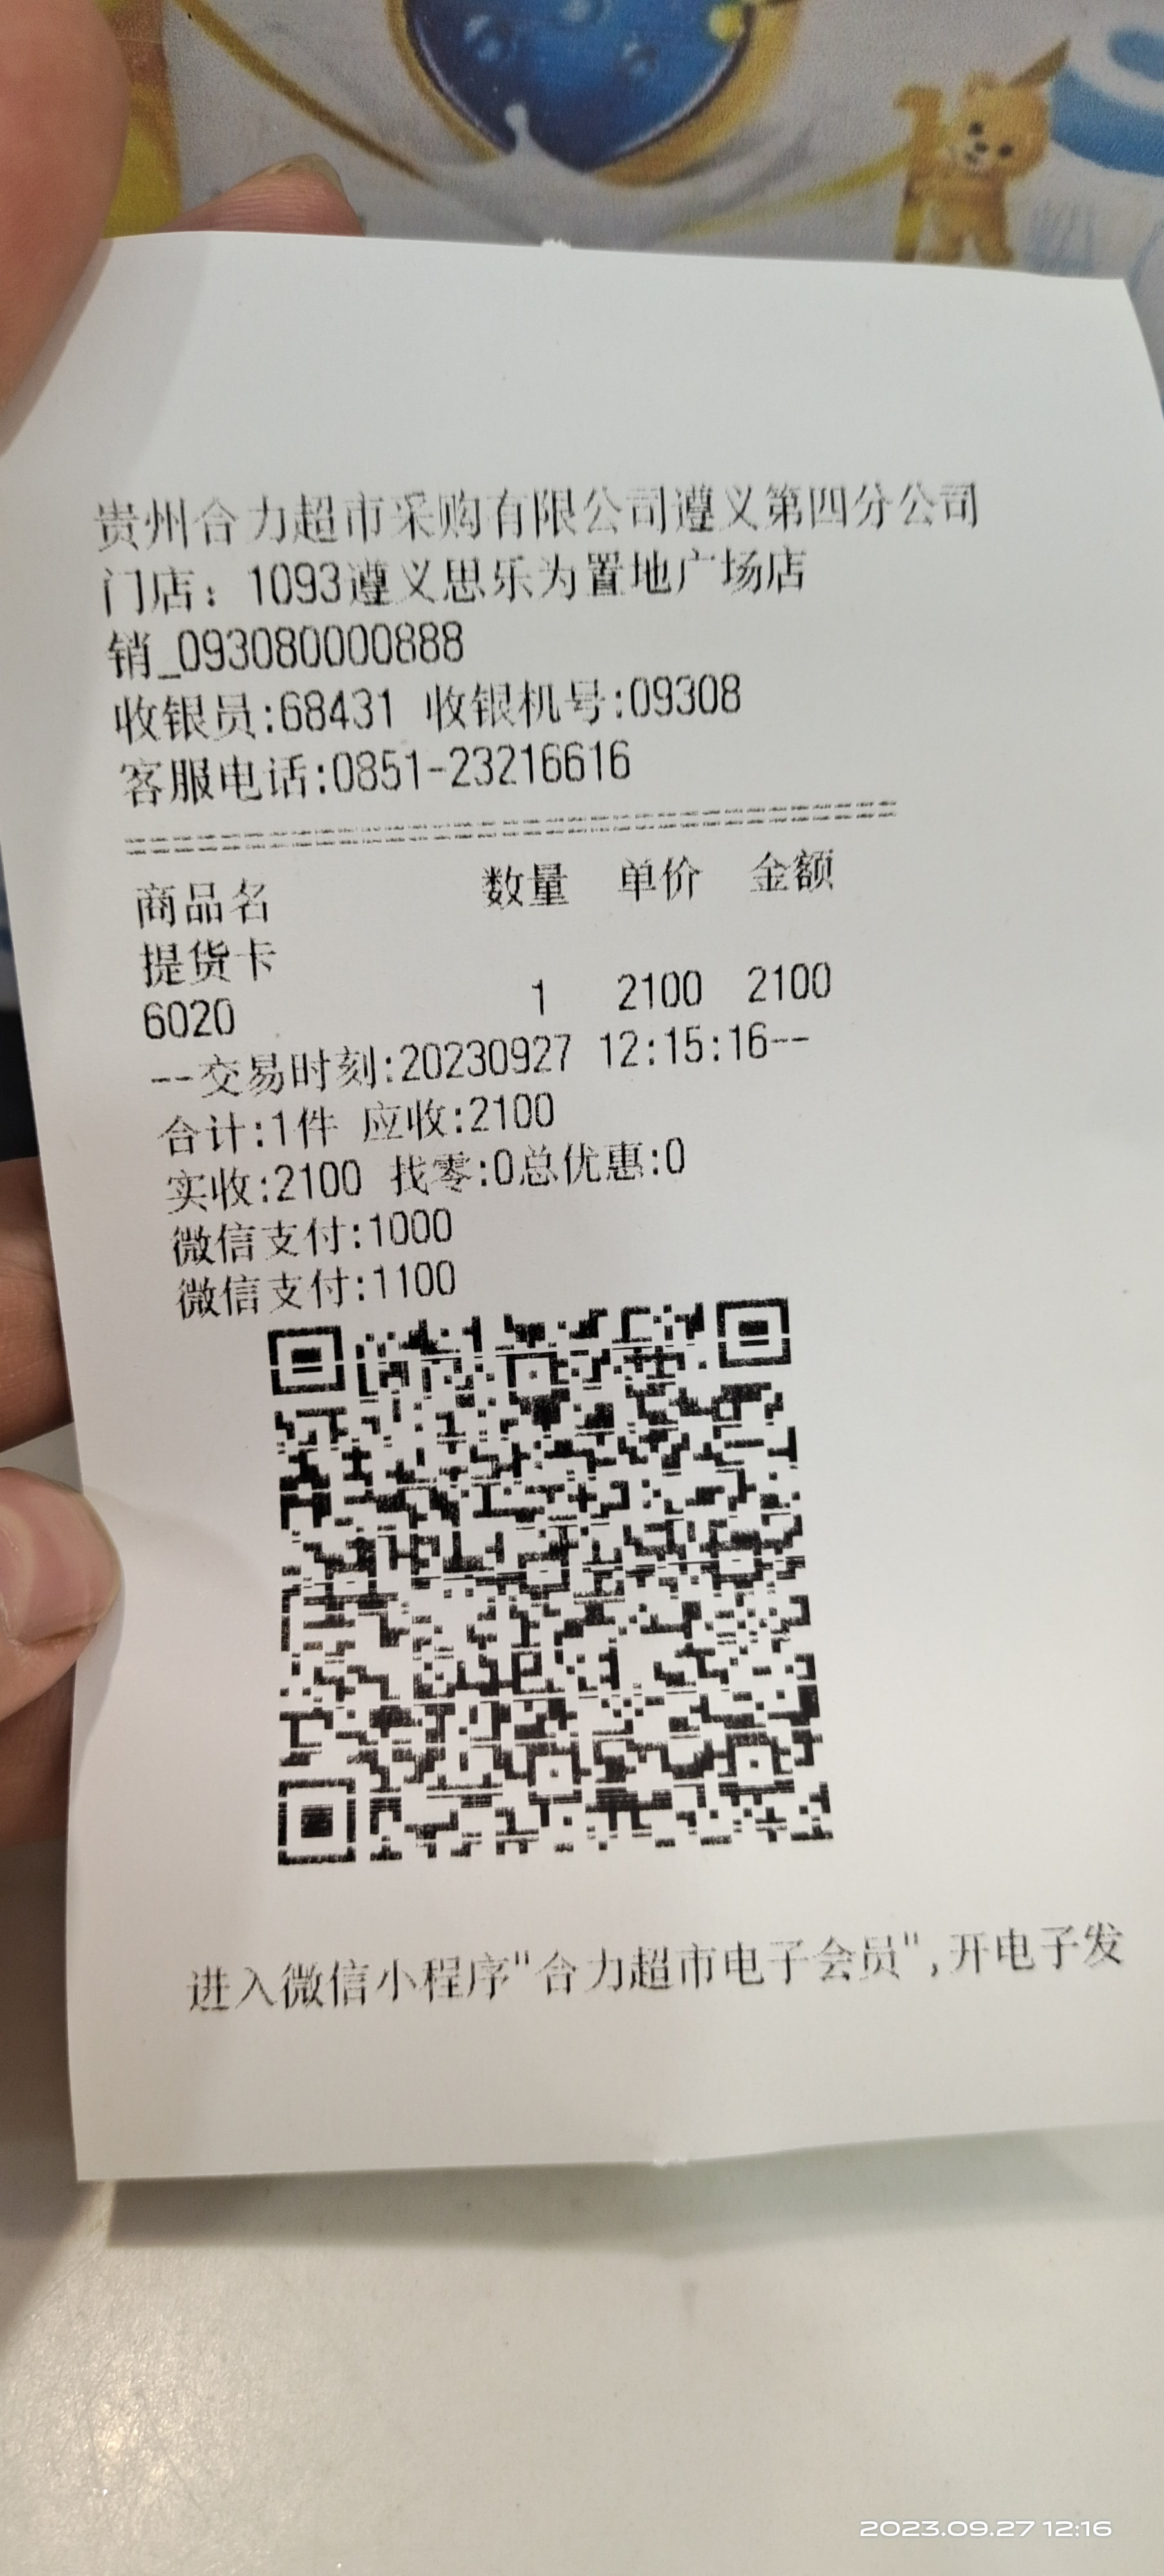 贵州合力超市采购有限公司遵义第四分公司
门店：1093遵义思乐为置地广场店
销_093080000888
收银员:68431 收银机号:09308
客服电话:0851-23216616
商品名 数量 单价 金额
提货卡
6020 1 2100 2100
--交易时刻:20230927 12:15:16--
合计:1件 应收:2100
实收:2100 找零:0总优惠:0
微信支付:1000
微信支付:1100
进入微信小程序"合力超市电子会员",开电子发
2023.09.27 12:16